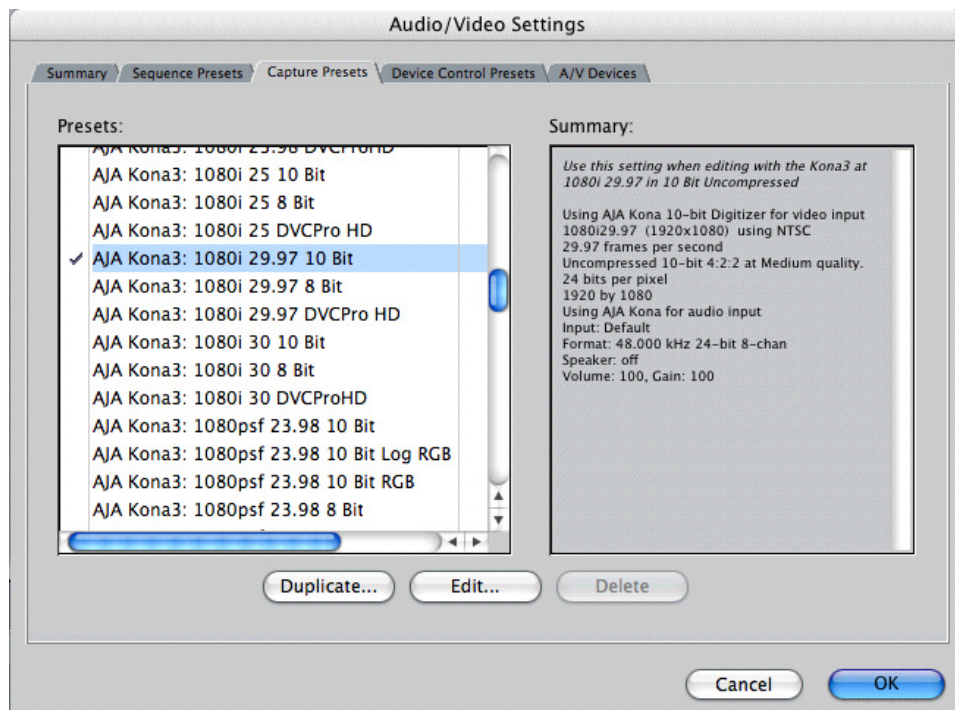 Audio/Video Settings
Summary
Sequence Presets
Capture Presets
Device Control Presets
A/V Devices
Presets:
AJA Kona3: 1080i 23.98 DVCProHD
AJA Kona3: 1080i 25 10 Bit
AJA Kona3: 1080i 25 8 Bit
AJA Kona3: 1080i 25 DVCPro HD
AJA Kona3: 1080i 29.97 10 Bit
AJA Kona3: 1080i 29.97 8 Bit
AJA Kona3: 1080i 29.97 DVCPro HD
AJA Kona3: 1080i 30 10 Bit
AJA Kona3: 1080i 30 8 Bit
AJA Kona3: 1080i 30 DVCProHD
AJA Kona3: 1080psf 23.98 10 Bit
AJA Kona3: 1080psf 23.98 10 Bit Log RGB
AJA Kona3: 1080psf 23.98 10 Bit RGB
AJA Kona3: 1080psf 23.98 8 Bit
Summary:
Use this setting when editing with the Kona3 at
1080i 29.97 in 10 Bit Uncompressed
Using AJA Kona 10-bit Digitizer for video input
1080i29.97 (1920x1080) using NTSC
29.97 frames per second
Uncompressed 10-bit 4:2:2 at Medium quality.
24 bits per pixel
1920 by 1080
Using AJA Kona for audio input
Input: Default
Format: 48.000 kHz 24-bit 8-chan
Speaker: off
Volume: 100, Gain: 100
Duplicate...
Edit...
Delete
Cancel
OK